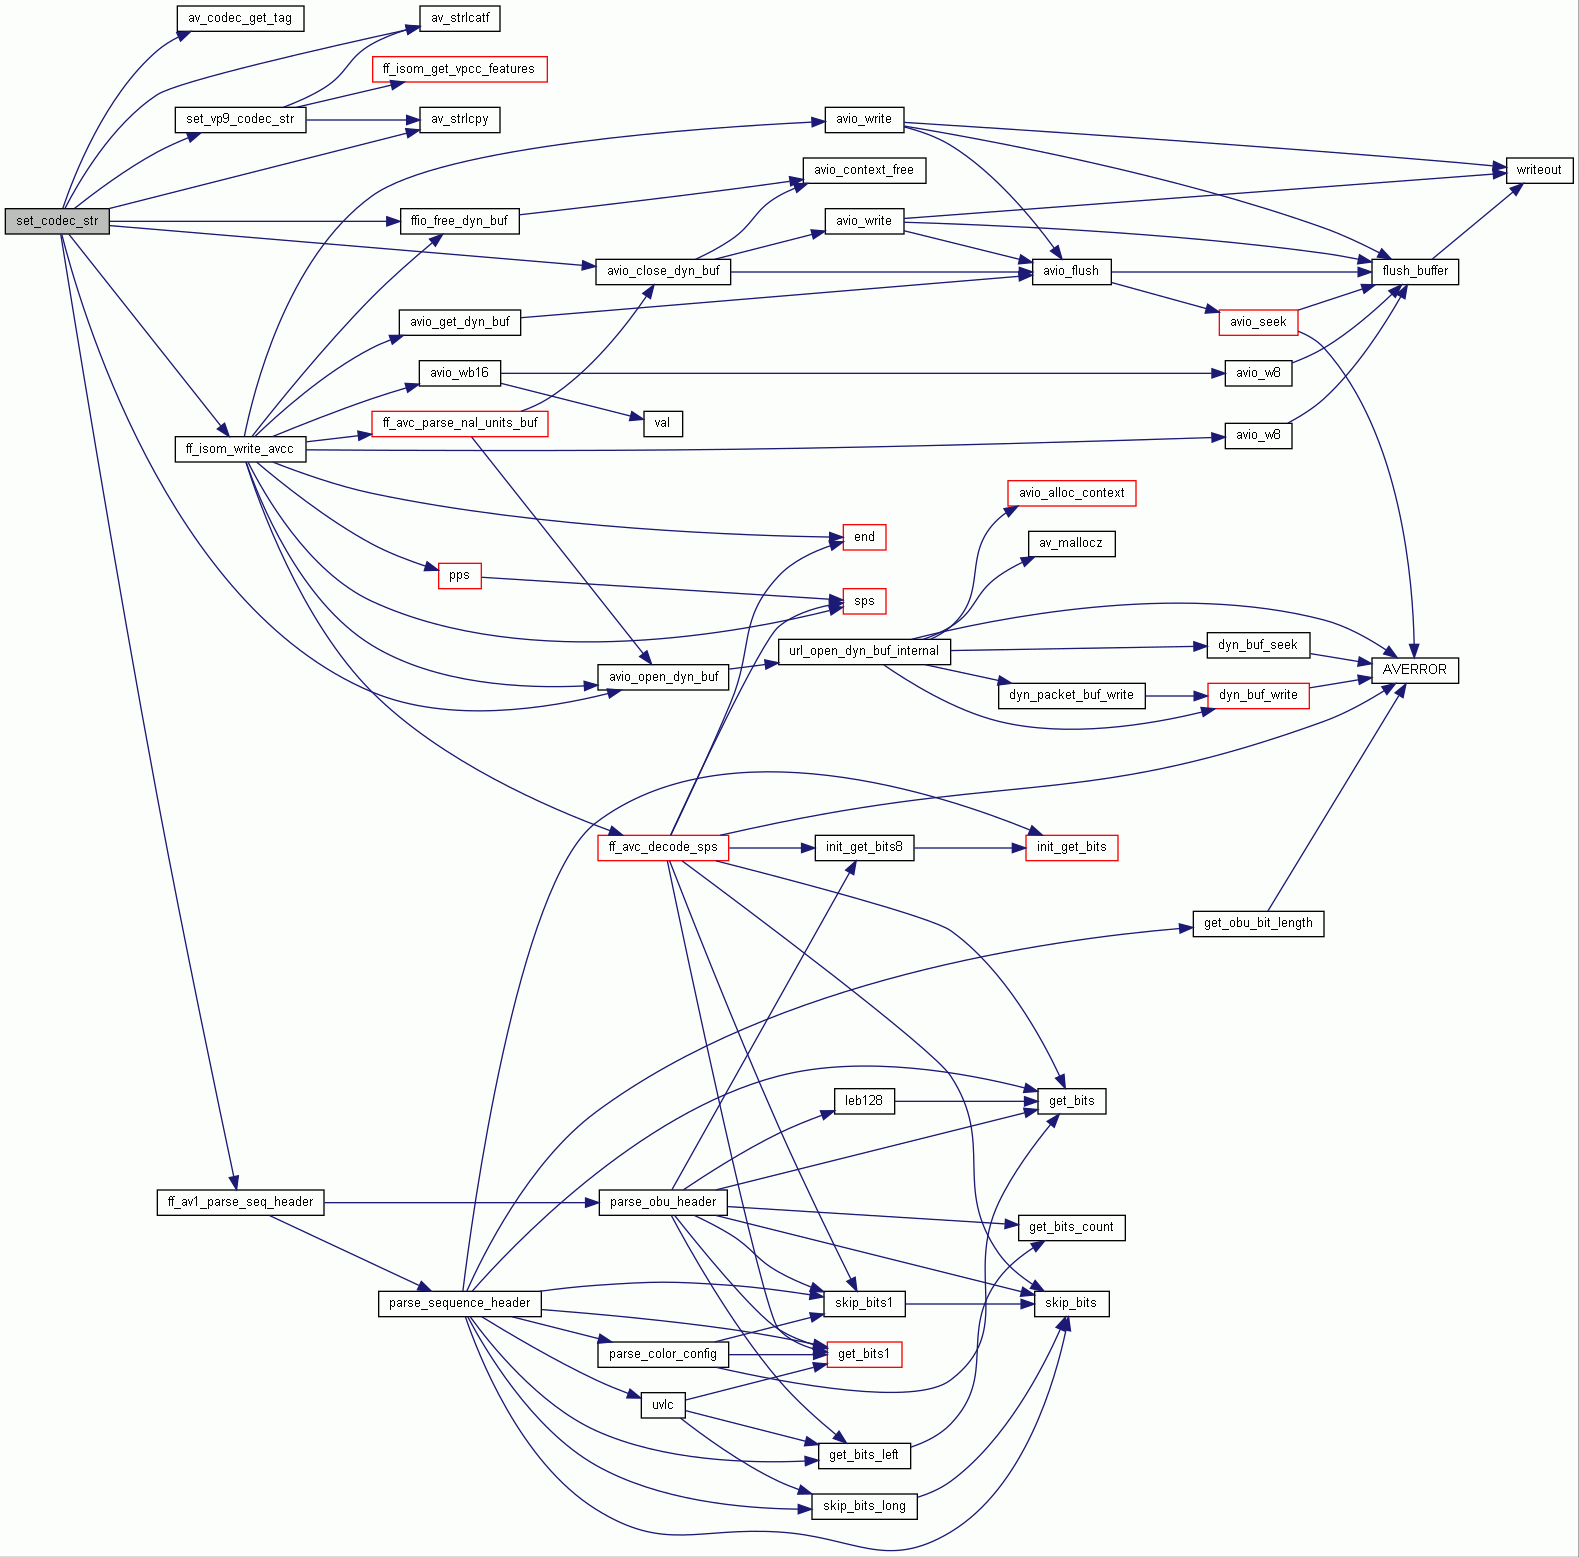 av_codec_get_tag
av_strlcatf
ff_isom_get_vpcc_features
set_vp9_codec_str
av_strlcpy
avio_write
avio_context_free
writeout
set_codec_str
ffio_free_dyn_buf
avio_write
avio_close_dyn_buf
avio_flush
flush_buffer
avio_get_dyn_buf
avio_seek
avio_wb16
avio_w8
ff_avc_parse_nal_units_buf
val
avio_w8
ff_isom_write_avcc
avio_alloc_context
end
av_mallocz
pps
sps
url_open_dyn_buf_internal
dyn_buf_seek
avio_open_dyn_buf
AVERROR
dyn_packet_buf_write
dyn_buf_write
ff_avc_decode_sps
init_get_bits8
init_get_bits
get_obu_bit_length
leb128
get_bits
ff_av1_parse_seq_header
parse_obu_header
get_bits_count
parse_sequence_header
skip_bits1
skip_bits
parse_color_config
get_bits1
uvlc
get_bits_left
skip_bits_long